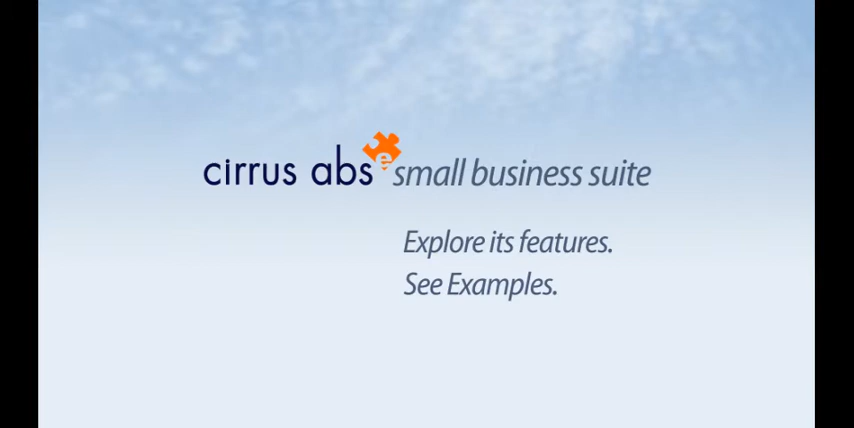 cirrus abs e small business suite
Explore its features.
See Examples.